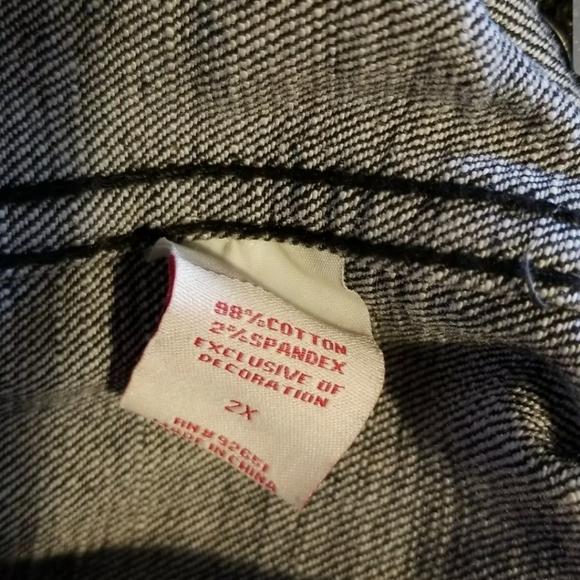 98%COTTON
2%SPANDEX
EXCLUSIVE OF
DECORATION
2X
RN# 92651
MADE IN CHINA